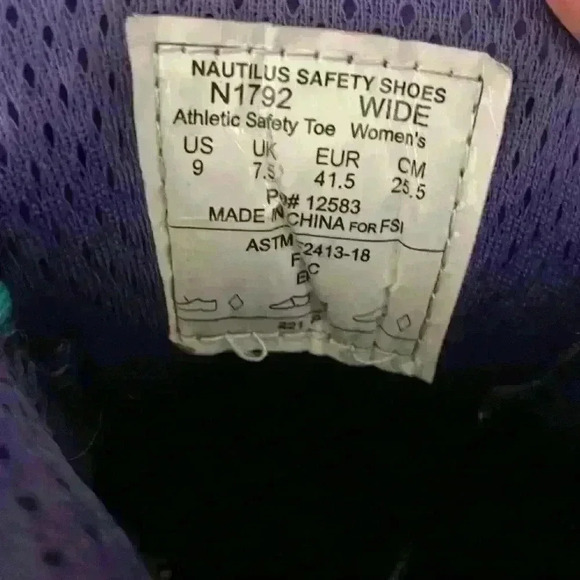 NAUTILUS SAFETY SHOES
N1792 WIDE
Athletic Safety Toe Women's
US UK EUR CM
9 7.5 41.5 25.5
PO# 12583
MADE IN CHINA FOR FSI
ASTM 2413-18